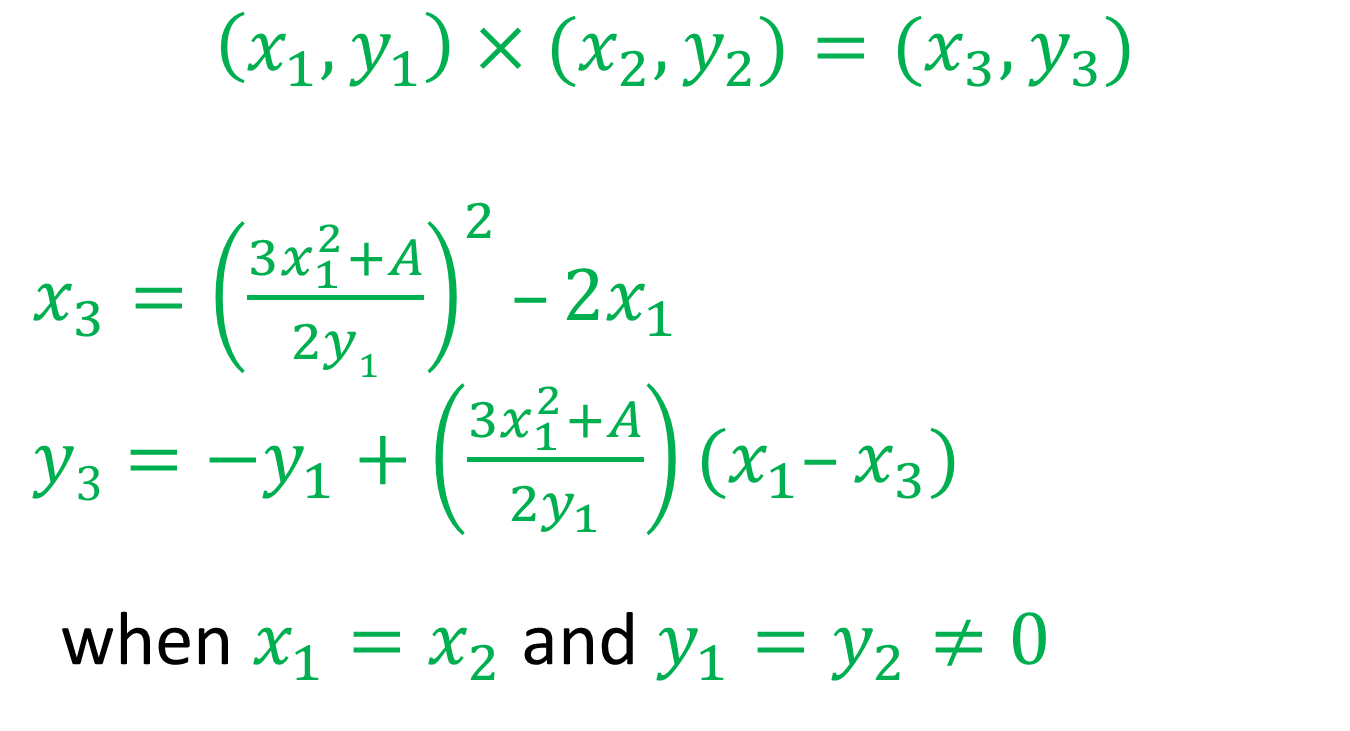 (x₁, y₁) × (x₂, y₂) = (x₃, y₃)
x₃ = ((3x₁²+A)/(2y₁))² − 2x₁
y₃ = −y₁ + ((3x₁²+A)/(2y₁)) (x₁− x₃)
when x₁ = x₂ and y₁ = y₂ ≠ 0